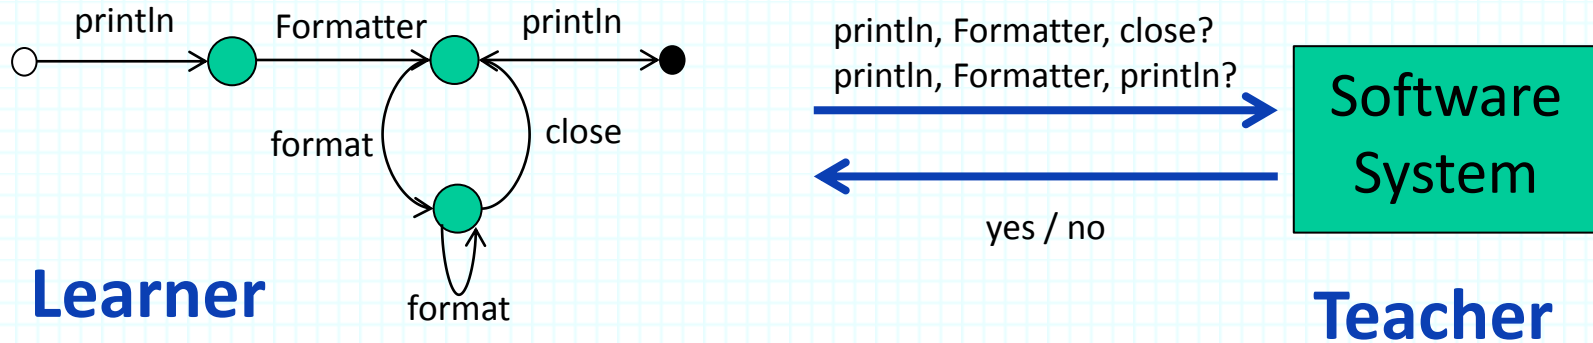 println
Formatter
println
format
close
format
Learner
println, Formatter, close?
println, Formatter, println?
yes / no
Software
System
Teacher